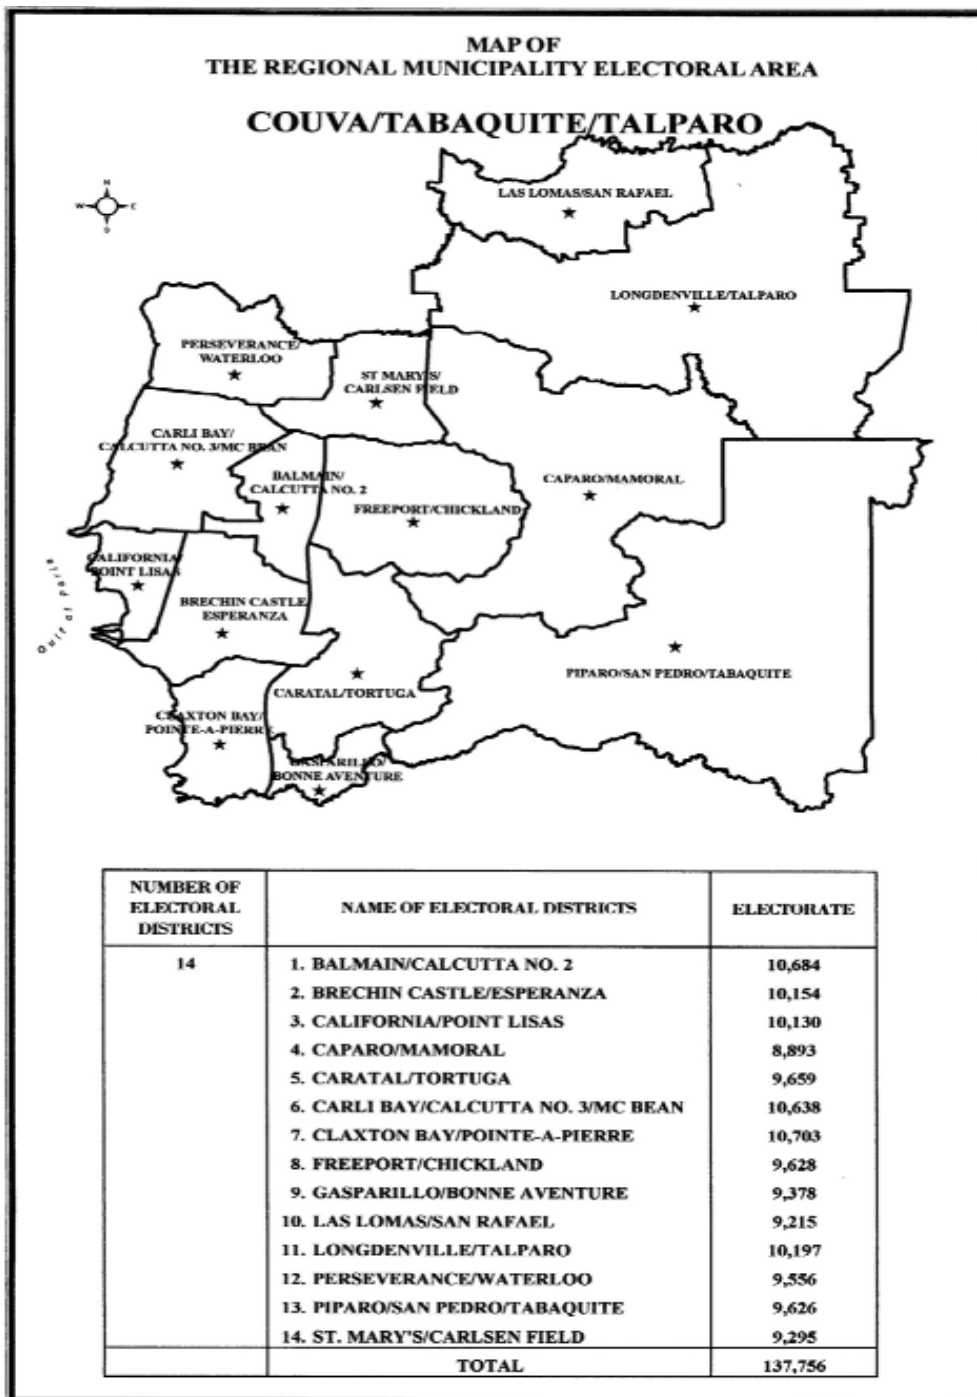 MAP OF
THE REGIONAL MUNICIPALITY ELECTORAL AREA
COUVA/TABAQUITE/TALPARO
N
W E
S
LAS LOMAS/SAN RAFAEL
LONGDENVILLE/TALPARO
PERSEVERANCE/
WATERLOO
ST MARY'S/
CARLSEN FIELD
CARLI BAY/
CALCUTTA NO. 3/MC BEAN
BALMAIN/
CALCUTTA NO. 2
CAPARO/MAMORAL
FREEPORT/CHICKLAND
CALIFORNIA/
POINT LISAS
Gulf of Paria
BRECHIN CASTLE/
ESPERANZA
PIPARO/SAN PEDRO/TABAQUITE
CARATAL/TORTUGA
CLAXTON BAY/
POINTE-A-PIERRE
GASPARILLO/
BONNE AVENTURE
NUMBER OF
ELECTORAL
DISTRICTS
NAME OF ELECTORAL DISTRICTS
ELECTORATE
14 1. BALMAIN/CALCUTTA NO. 2 10,684
2. BRECHIN CASTLE/ESPERANZA 10,154
3. CALIFORNIA/POINT LISAS 10,130
4. CAPARO/MAMORAL 8,893
5. CARATAL/TORTUGA 9,659
6. CARLI BAY/CALCUTTA NO. 3/MC BEAN 10,638
7. CLAXTON BAY/POINTE-A-PIERRE 10,703
8. FREEPORT/CHICKLAND 9,628
9. GASPARILLO/BONNE AVENTURE 9,378
10. LAS LOMAS/SAN RAFAEL 9,215
11. LONGDENVILLE/TALPARO 10,197
12. PERSEVERANCE/WATERLOO 9,556
13. PIPARO/SAN PEDRO/TABAQUITE 9,626
14. ST. MARY'S/CARLSEN FIELD 9,295
TOTAL 137,756